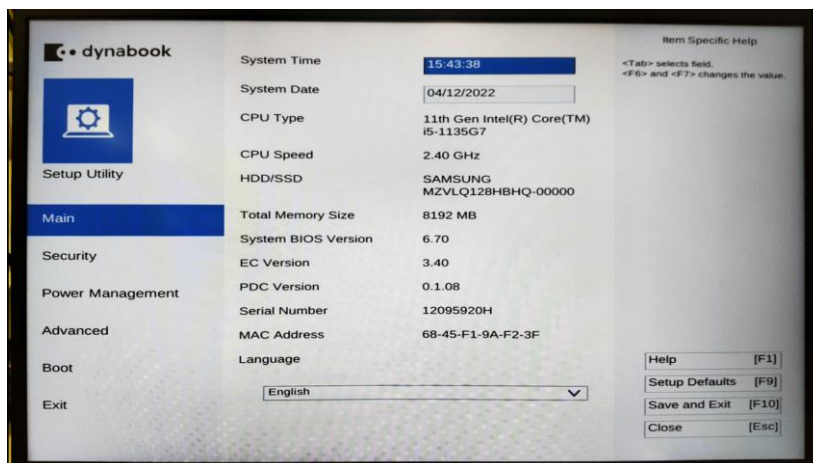 dynabook
Setup Utility
Main
Security
Power Management
Advanced
Boot
Exit
System Time 15:43:38
System Date 04/12/2022
CPU Type 11th Gen Intel(R) Core(TM)
i5-1135G7
CPU Speed 2.40 GHz
HDD/SSD SAMSUNG
MZVLQ128HBHQ-00000
Total Memory Size 8192 MB
System BIOS Version 6.70
EC Version 3.40
PDC Version 0.1.08
Serial Number 12095920H
MAC Address 68-45-F1-9A-F2-3F
Language
English
Item Specific Help
<Tab> selects field.
<F6> and <F7> changes the value.
Help [F1]
Setup Defaults [F9]
Save and Exit [F10]
Close [Esc]